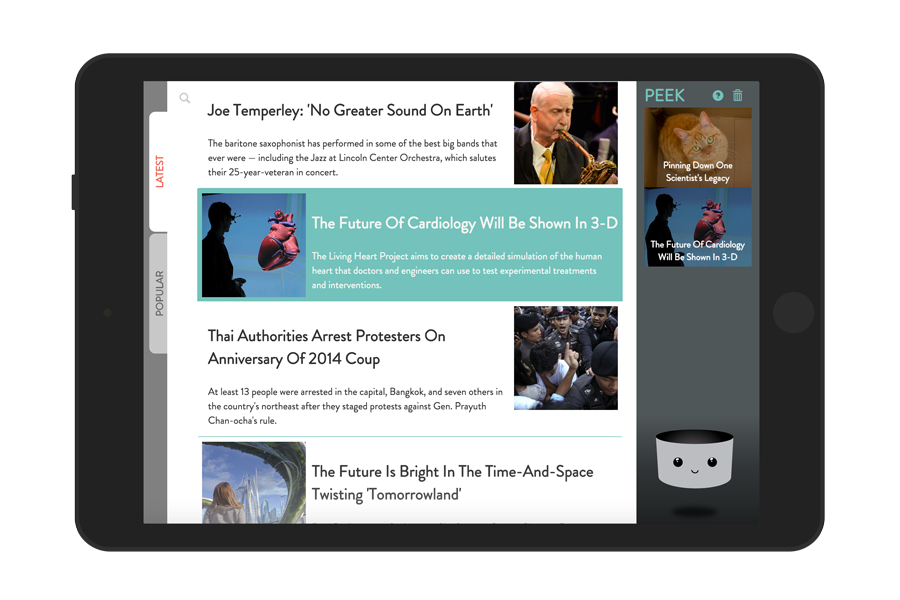 LATEST
POPULAR
Joe Temperley: 'No Greater Sound On Earth'
The baritone saxophonist has performed in some of the best big bands that
ever were — including the Jazz at Lincoln Center Orchestra, which salutes
their 25-year-veteran in concert.
The Future Of Cardiology Will Be Shown In 3-D
The Living Heart Project aims to create a detailed simulation of the human
heart that doctors and engineers can use to test experimental treatments
and interventions.
Thai Authorities Arrest Protesters On
Anniversary Of 2014 Coup
At least 13 people were arrested in the capital, Bangkok, and seven others in
the country's northeast after they staged protests against Gen. Prayuth
Chan-ocha's rule.
The Future Is Bright In The Time-And-Space
Twisting 'Tomorrowland'
PEEK
?
Pinning Down One
Scientist's Legacy
The Future Of Cardiology
Will Be Shown In 3-D